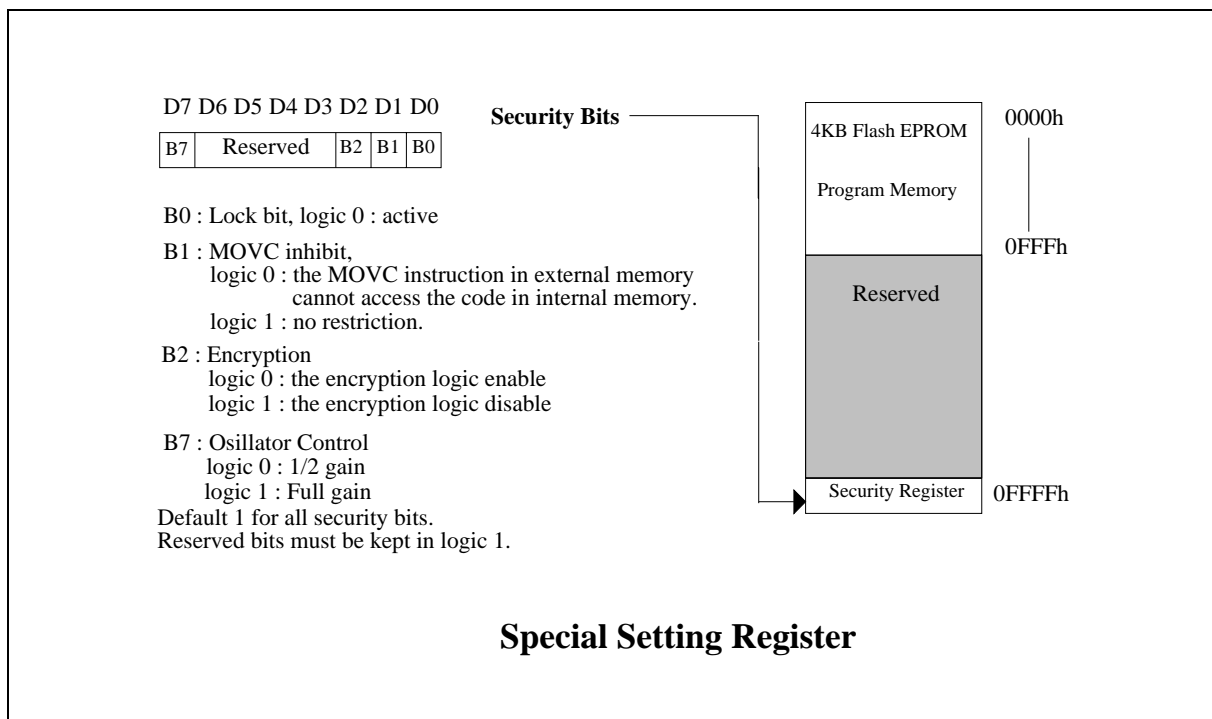 D7 D6 D5 D4 D3 D2 D1 D0
B7 Reserved B2 B1 B0
B0 : Lock bit, logic 0 : active
B1 : MOVC inhibit,
logic 0 : the MOVC instruction in external memory
cannot access the code in internal memory.
logic 1 : no restriction.
B2 : Encryption
logic 0 : the encryption logic enable
logic 1 : the encryption logic disable
B7 : Osillator Control
logic 0 : 1/2 gain
logic 1 : Full gain
Default 1 for all security bits.
Reserved bits must be kept in logic 1.
Security Bits
4KB Flash EPROM
Program Memory
0000h
0FFFh
Reserved
Security Register
0FFFFh
Special Setting Register